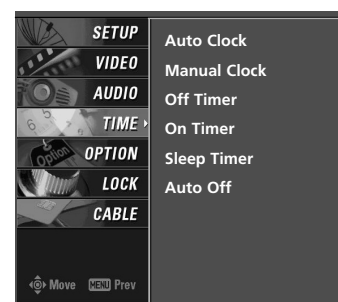 SETUP
VIDEO
AUDIO
TIME
OPTION
LOCK
CABLE
Move MENU Prev
Auto Clock
Manual Clock
Off Timer
On Timer
Sleep Timer
Auto Off